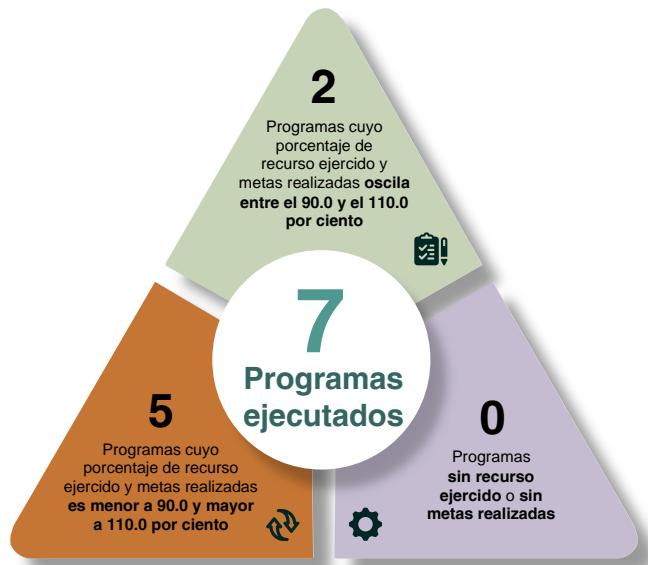 2
Programas cuyo
porcentaje de
recurso ejercido y
metas realizadas oscila
entre el 90.0 y el 110.0
por ciento
7
Programas
ejecutados
5
Programas cuyo
porcentaje de recurso
ejercido y metas realizadas
es menor a 90.0 y mayor
a 110.0 por ciento
0
Programas
sin recurso
ejercido o sin
metas realizadas